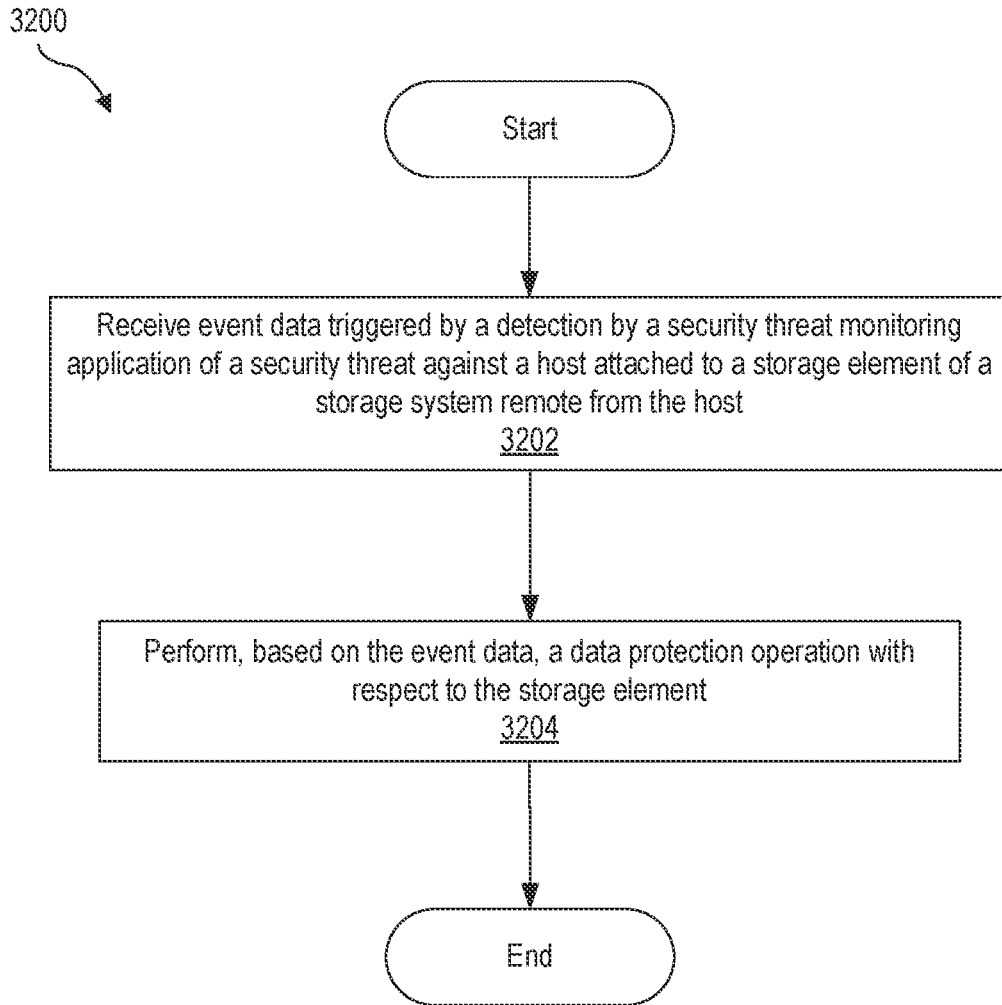 3200
Start
Receive event data triggered by a detection by a security threat monitoring
application of a security threat against a host attached to a storage element of a
storage system remote from the host
3202
Perform, based on the event data, a data protection operation with
respect to the storage element
3204
End